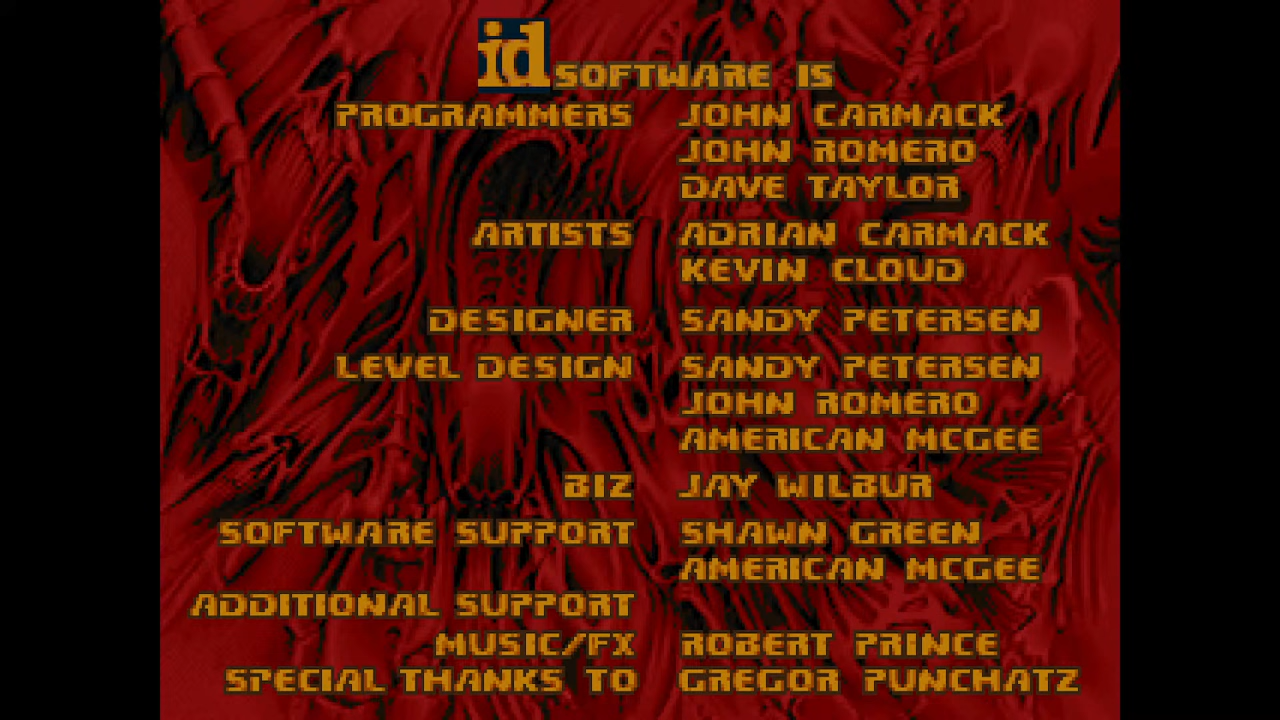 id SOFTWARE IS
PROGRAMMERS JOHN CARMACK
JOHN ROMERO
DAVE TAYLOR
ARTISTS ADRIAN CARMACK
KEVIN CLOUD
DESIGNER SANDY PETERSEN
LEVEL DESIGN SANDY PETERSEN
JOHN ROMERO
AMERICAN MCGEE
BIZ JAY WILBUR
SOFTWARE SUPPORT SHAWN GREEN
AMERICAN MCGEE
ADDITIONAL SUPPORT
MUSIC/FX ROBERT PRINCE
SPECIAL THANKS TO GREGOR PUNCHATZ